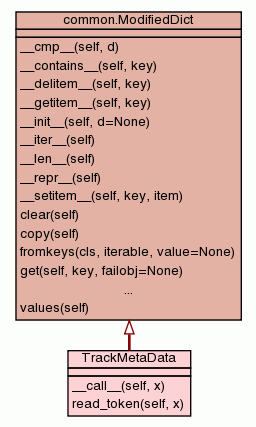 common.ModifiedDict
__cmp__(self, d)
__contains__(self, key)
__delitem__(self, key)
__getitem__(self, key)
__init__(self, d=None)
__iter__(self)
__len__(self)
__repr__(self)
__setitem__(self, key, item)
clear(self)
copy(self)
fromkeys(cls, iterable, value=None)
get(self, key, failobj=None)
...
values(self)
TrackMetaData
__call__(self, x)
read_token(self, x)